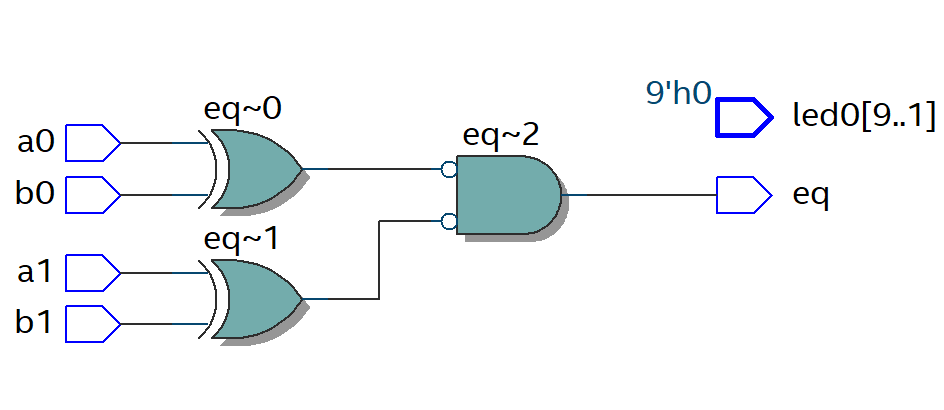 9'h0
led0[9..1]
eq~0
eq~2
a0
b0
eq
eq~1
a1
b1